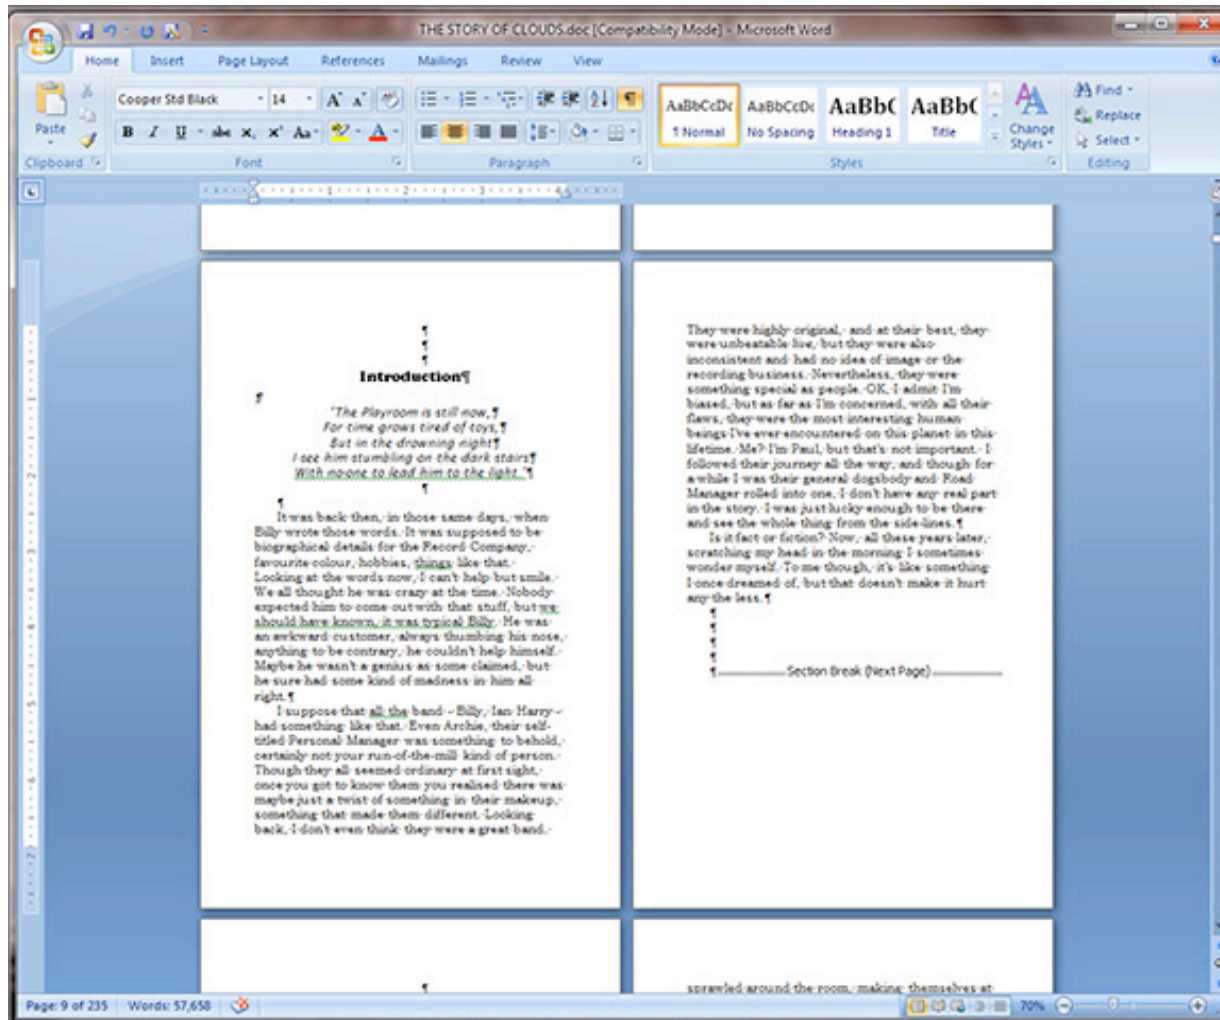 THE STORY OF CLOUDS.doc [Compatibility Mode] - Microsoft Word
Home Insert Page Layout References Mailings Review View
Cooper Std Black 14
Paste
B I U abc x, x² Aa A
AaBbCcDc AaBbCcDc AaBbC AaBbC
¶ Normal No Spacing Heading 1 Title
Change Styles
Find
Replace
Select
Clipboard Font Paragraph Styles Editing
1 2 3 4
¶
¶
¶
Introduction¶
¶
"The Playroom is still now,¶
For time grows tired of toys,¶
But in the drowning night¶
I see him stumbling on the dark stairs¶
With no-one to lead him to the light."¶
¶
¶
It was back then, in those same days, when
Billy wrote those words. It was supposed to be
biographical details for the Record Company,
favourite colour, hobbies, things like that.
Looking at the words now, I can't help but smile.
We all thought he was crazy at the time. Nobody
expected him to come out with that stuff, but we
should have known, it was typical Billy. He was
an awkward customer, always thumbing his nose,
anything to be contrary, he couldn't help himself.
Maybe he wasn't a genius as some claimed, but
he sure had some kind of madness in him all
right.¶
I suppose that all the band - Billy, Ian Harry -
had something like that. Even Archie, their self-
titled Personal Manager was something to behold,
certainly not your run-of-the-mill kind of person.
Though they all seemed ordinary at first sight,
once you got to know them you realised there was
maybe just a twist of something in their makeup,
something that made them different. Looking
back, I don't even think they were a great band.
They were highly original, and at their best, they
were unbeatable live, but they were also
inconsistent and had no idea of image or the
recording business. Nevertheless, they were
something special as people. OK, I admit I'm
biased, but as far as I'm concerned, with all their
flaws, they were the most interesting human
beings I've ever encountered on this planet in this
lifetime. Me? I'm Paul, but that's not important. I
followed their journey all the way, and though for
a while I was their general dogsbody and Road
Manager rolled into one, I don't have any real part
in the story. I was just lucky enough to be there
and see the whole thing from the side-lines.¶
Is it fact or fiction? Now, all these years later,
scratching my head in the morning I sometimes
wonder myself. To me though, it's like something
I once dreamed of, but that doesn't make it hurt
any the less.¶
¶
¶
¶
¶
¶ Section Break (Next Page)
¶
sprawled around the room, making themselves at
Page: 9 of 235 Words: 57,658 70%